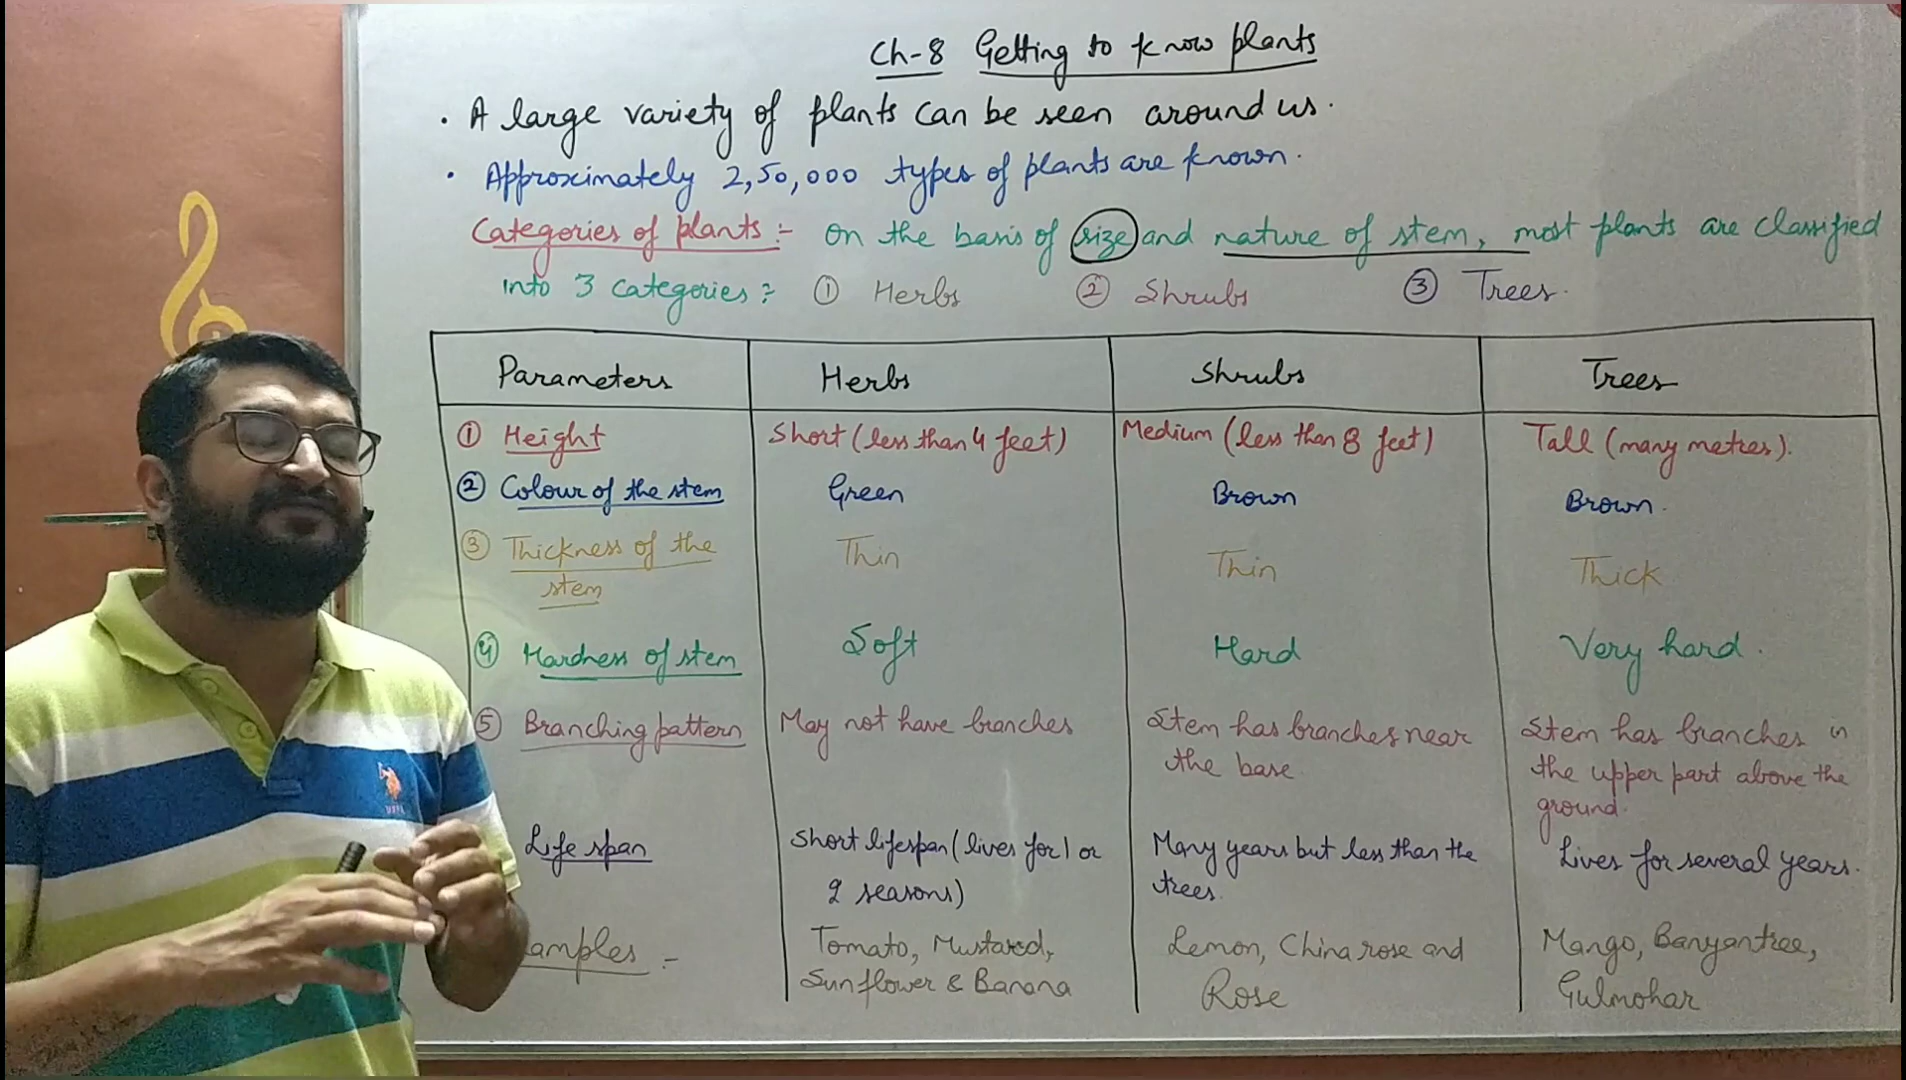 Ch-8 Getting to know plants
• A large variety of plants can be seen around us.
• Approximately 2,50,000 types of plants are known.
Categories of plants :- On the basis of size and nature of stem, most plants are classified
into 3 categories :- ① Herbs ② Shrubs ③ Trees.
Parameters Herbs Shrubs Trees
① Height Short (less than 4 feet) Medium (less than 8 feet) Tall (many metres).
② Colour of the stem Green Brown Brown.
③ Thickness of the stem Thin Thin Thick
④ Hardness of stem Soft Hard Very hard.
⑤ Branching pattern May not have branches Stem has branches near the base. Stem has branches in the upper part above the ground.
Life span Short lifespan (lives for 1 or 2 seasons) Many years but less than the trees. Lives for several years.
amples :- Tomato, Mustard, Sunflower & Banana Lemon, China rose and Rose Mango, Banyantree, Gulmohar